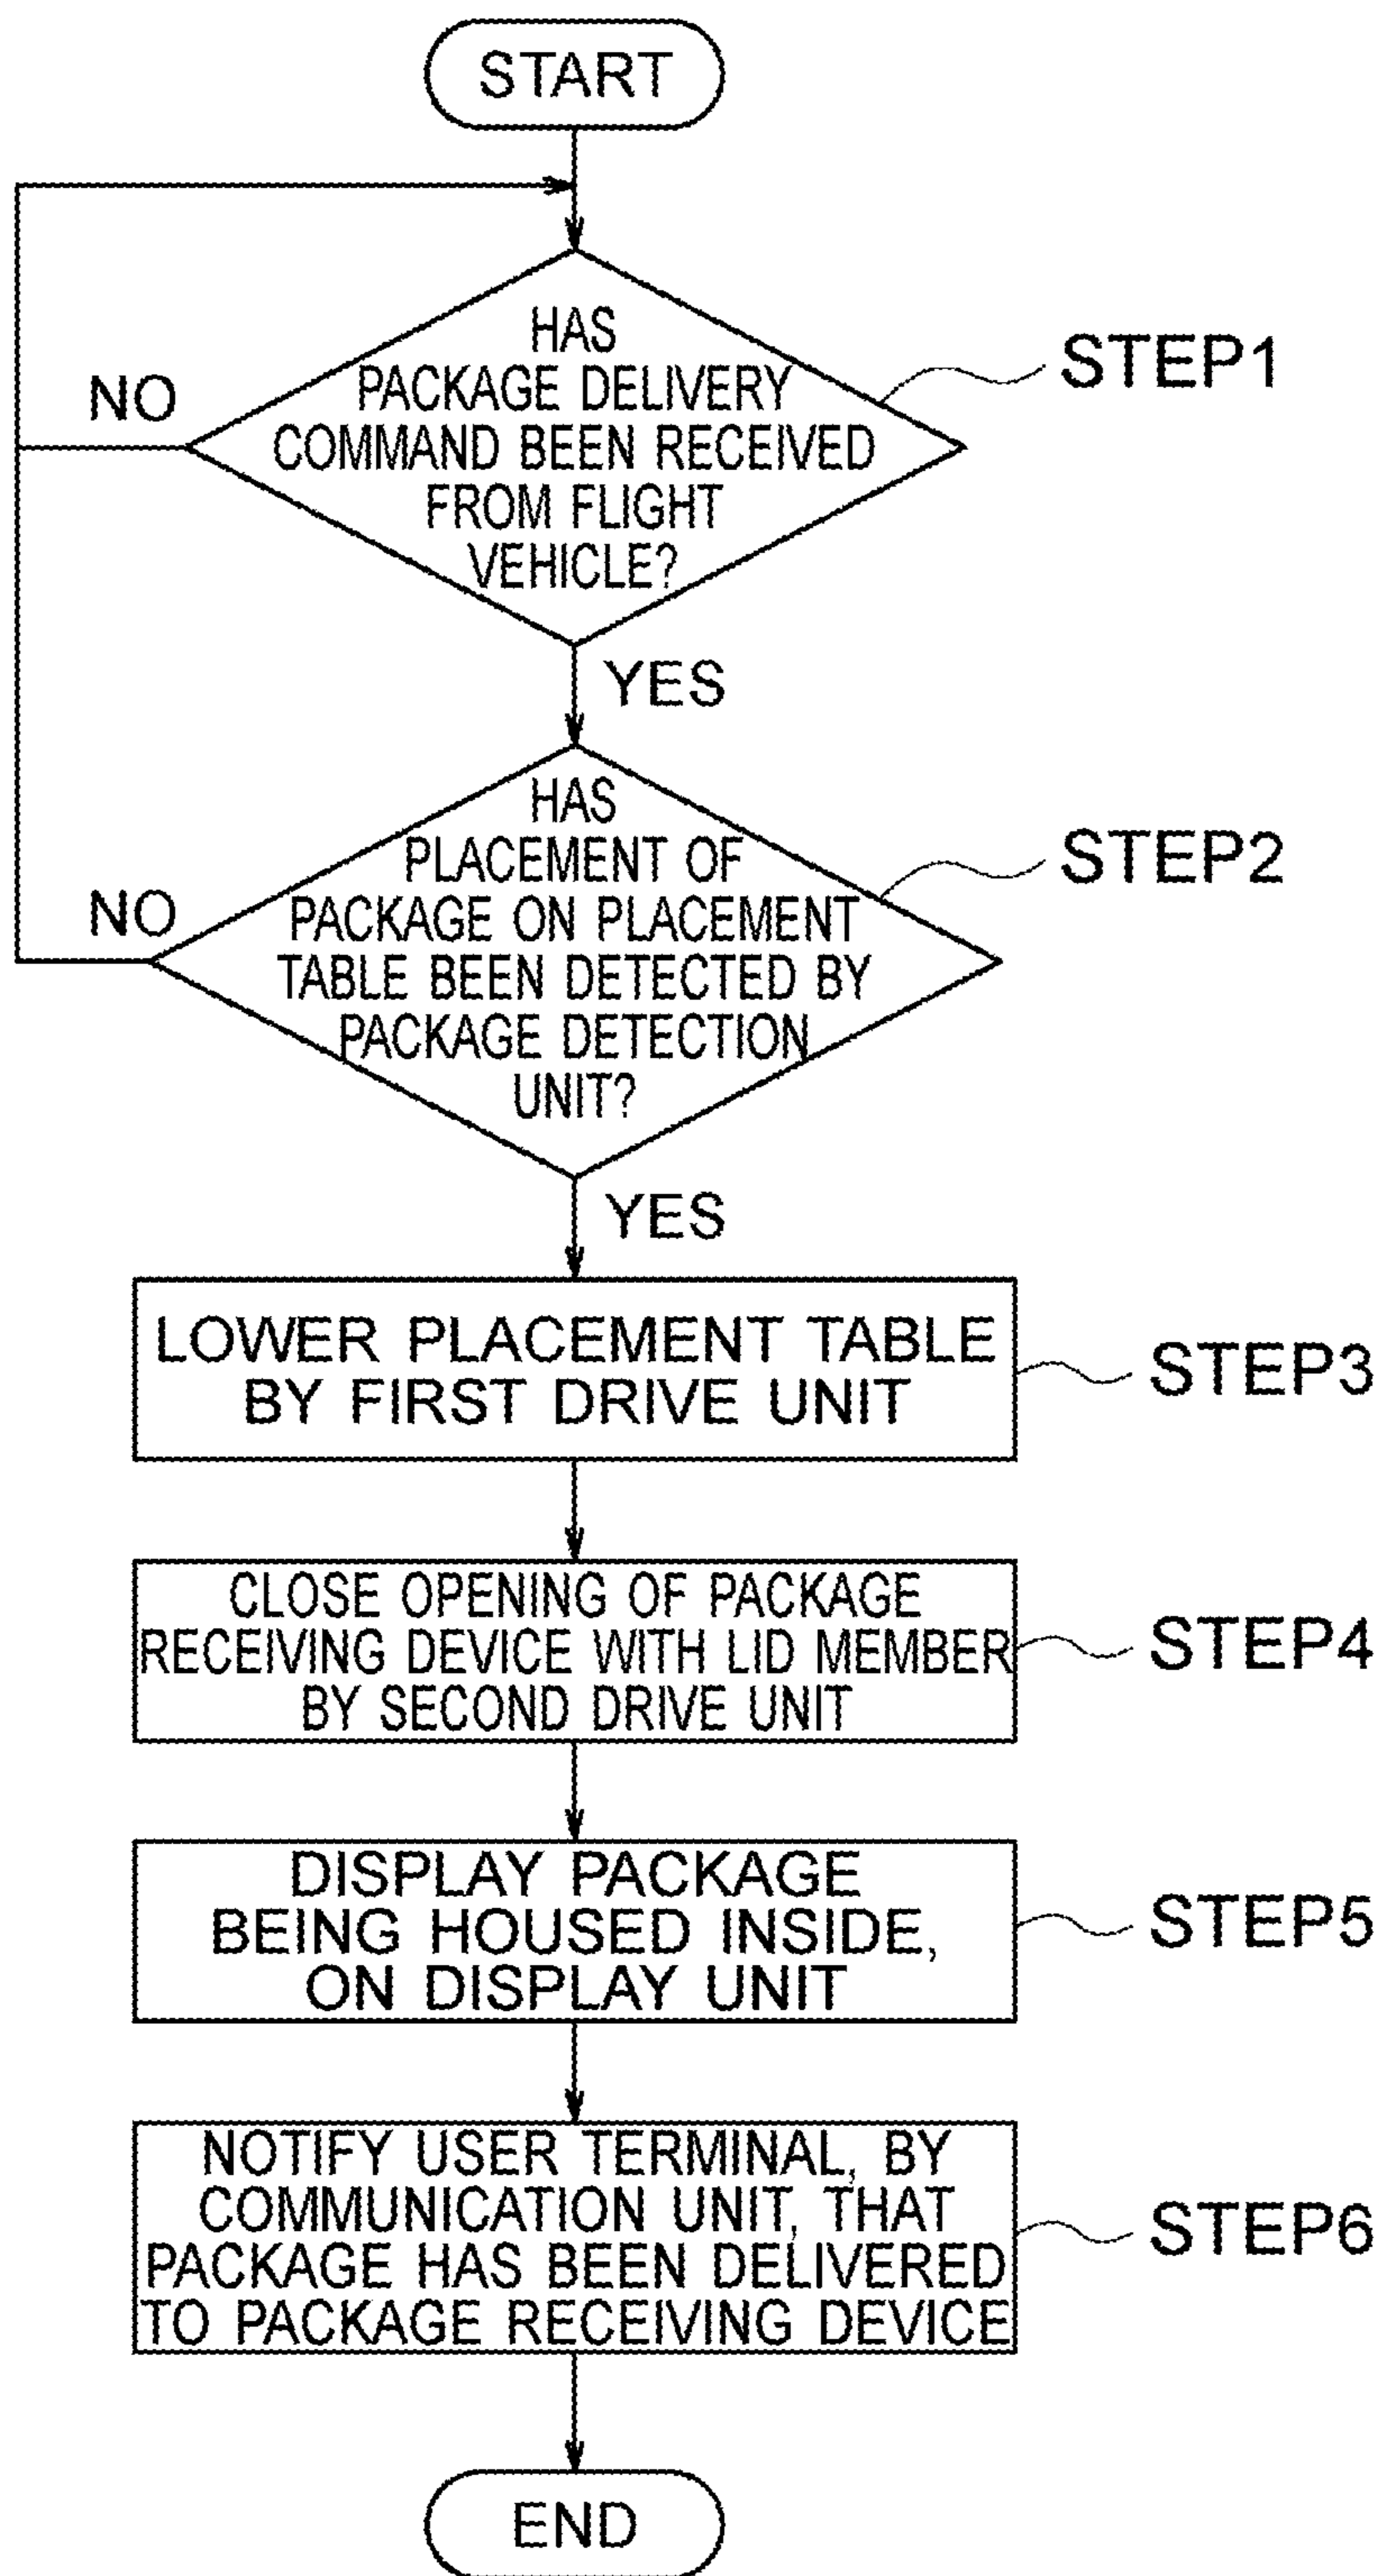 START
HAS
PACKAGE DELIVERY
COMMAND BEEN RECEIVED
FROM FLIGHT
VEHICLE?
STEP1
NO
YES
HAS
PLACEMENT OF
PACKAGE ON PLACEMENT
TABLE BEEN DETECTED BY
PACKAGE DETECTION
UNIT?
STEP2
NO
YES
LOWER PLACEMENT TABLE
BY FIRST DRIVE UNIT
STEP3
CLOSE OPENING OF PACKAGE
RECEIVING DEVICE WITH LID MEMBER
BY SECOND DRIVE UNIT
STEP4
DISPLAY PACKAGE
BEING HOUSED INSIDE,
ON DISPLAY UNIT
STEP5
NOTIFY USER TERMINAL, BY
COMMUNICATION UNIT, THAT
PACKAGE HAS BEEN DELIVERED
TO PACKAGE RECEIVING DEVICE
STEP6
END